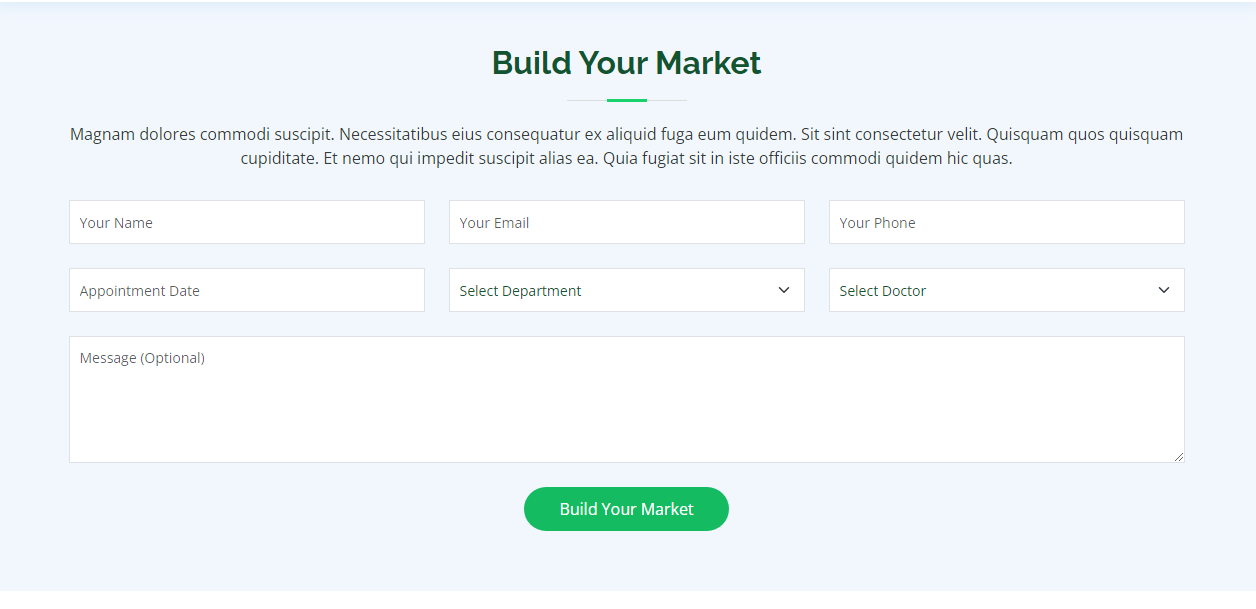 Build Your Market
Magnam dolores commodi suscipit. Necessitatibus eius consequatur ex aliquid fuga eum quidem. Sit sint consectetur velit. Quisquam quos quisquam
cupiditate. Et nemo qui impedit suscipit alias ea. Quia fugiat sit in iste officiis commodi quidem hic quas.
Your Name
Your Email
Your Phone
Appointment Date
Select Department
Select Doctor
Message (Optional)
Build Your Market